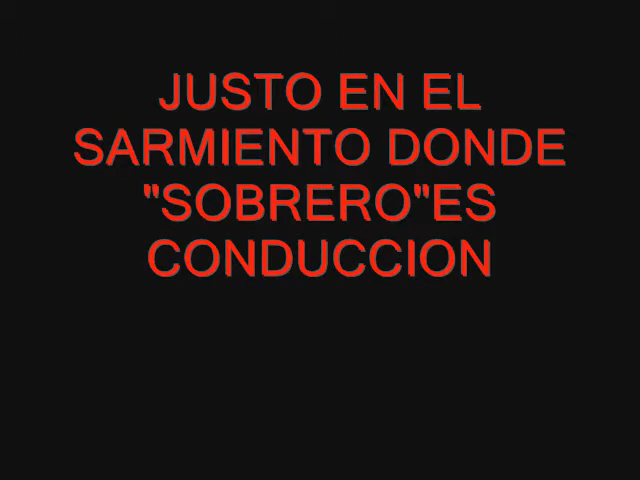 JUSTO EN EL
SARMIENTO DONDE
"SOBRERO"ES
CONDUCCION